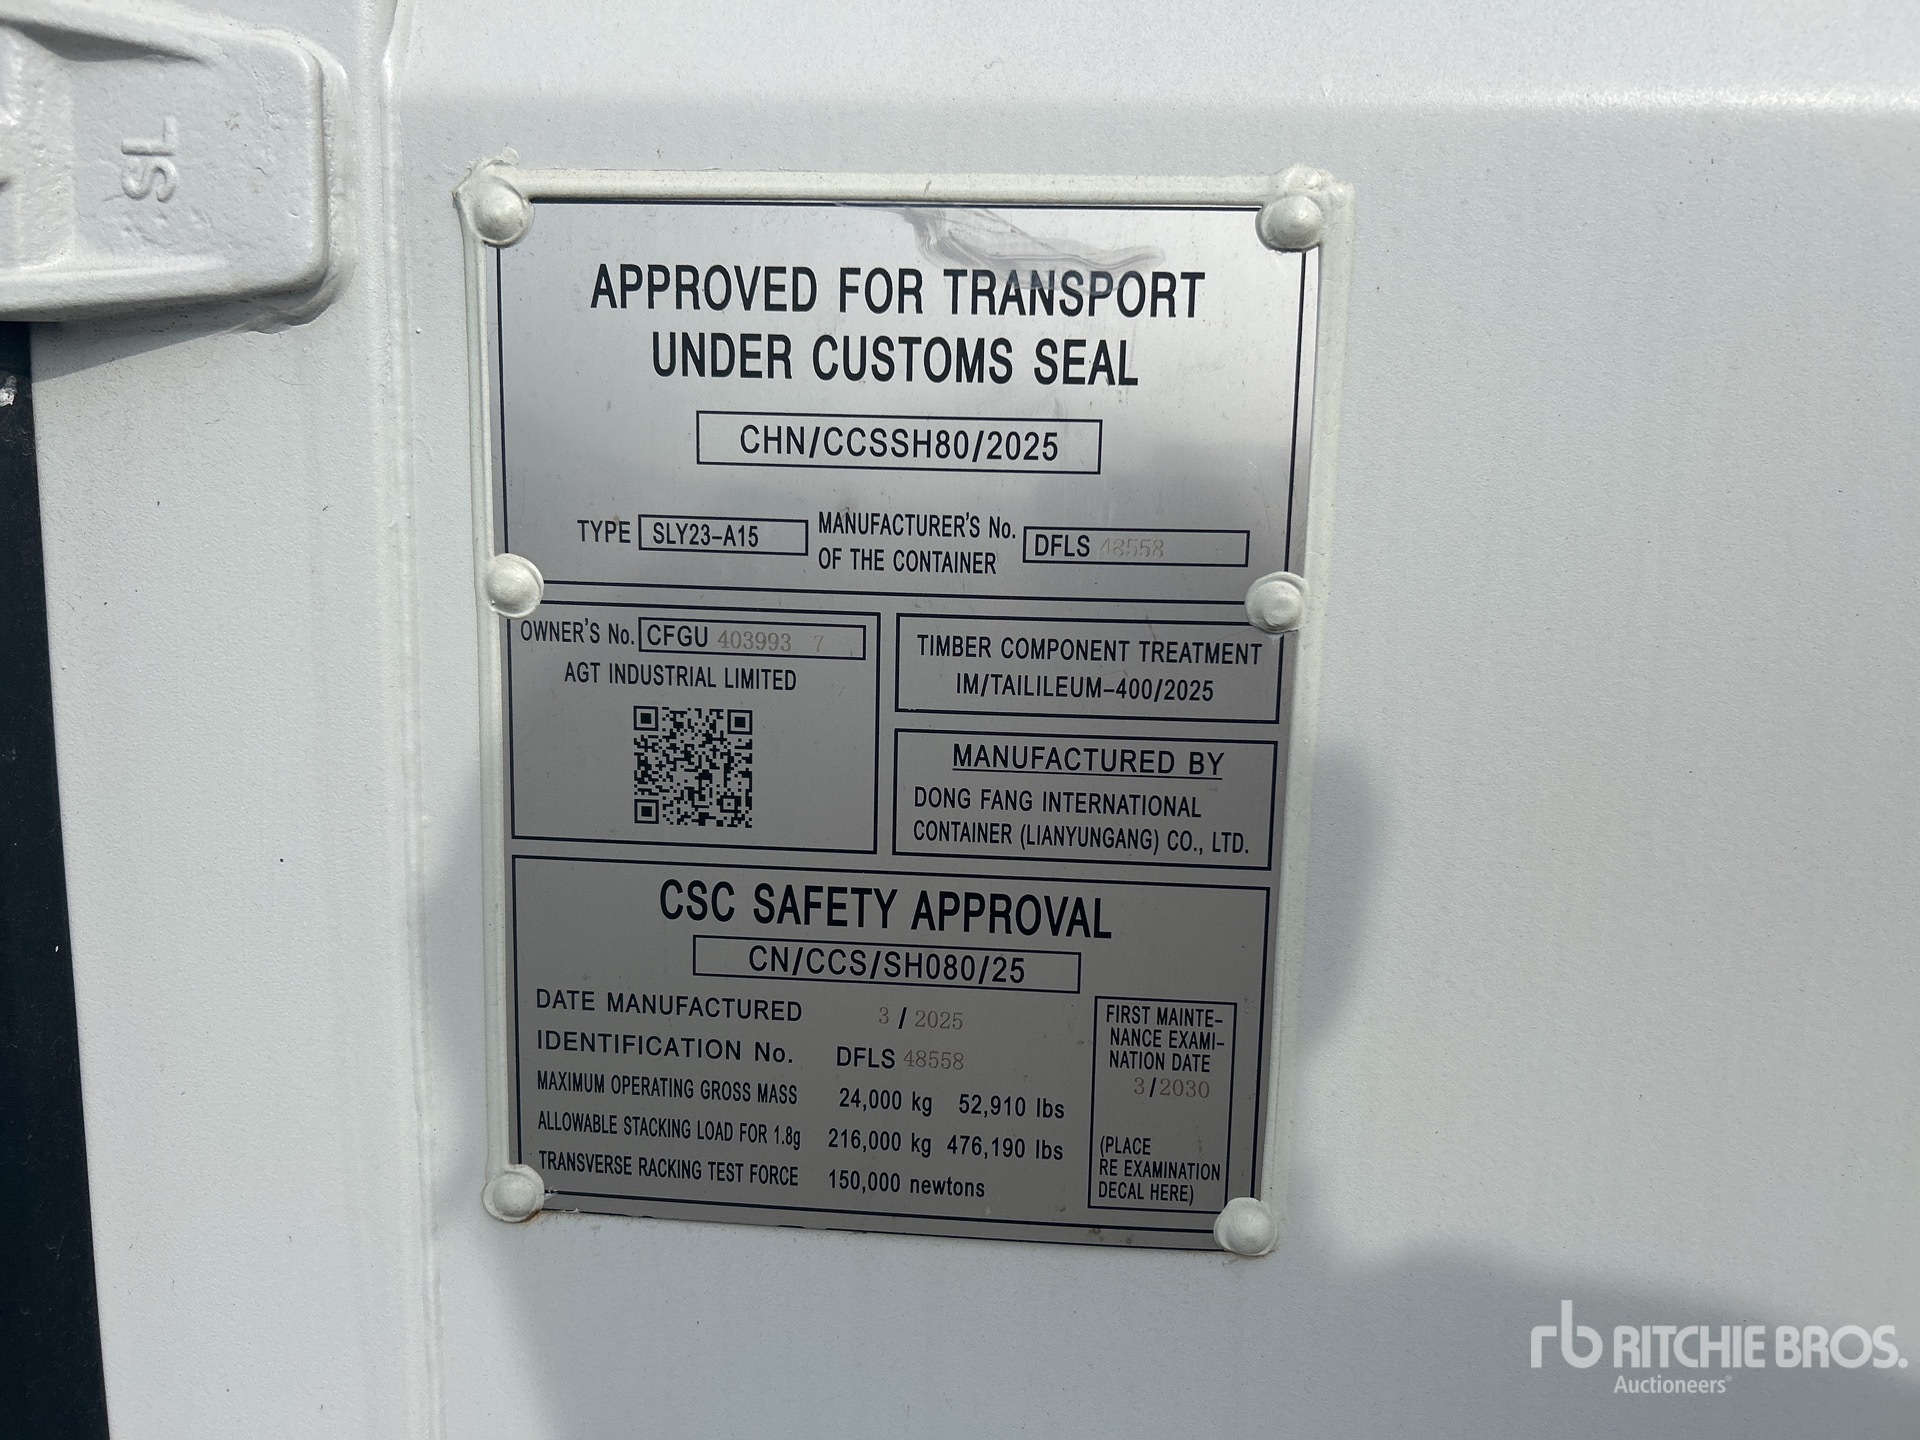 SL
APPROVED FOR TRANSPORT
UNDER CUSTOMS SEAL
CHN/CCSSH80/2025
TYPE SLY23-A15
MANUFACTURER'S No.
OF THE CONTAINER
DFLS 48558
OWNER'S No. CFGU 403993 7
AGT INDUSTRIAL LIMITED
TIMBER COMPONENT TREATMENT
IM/TAILILEUM-400/2025
MANUFACTURED BY
DONG FANG INTERNATIONAL
CONTAINER (LIANYUNGANG) CO., LTD.
CSC SAFETY APPROVAL
CN/CCS/SH080/25
DATE MANUFACTURED 3 / 2025
IDENTIFICATION No. DFLS 48558
MAXIMUM OPERATING GROSS MASS 24,000 kg 52,910 lbs
ALLOWABLE STACKING LOAD FOR 1.8g 216,000 kg 476,190 lbs
TRANSVERSE RACKING TEST FORCE 150,000 newtons
FIRST MAINTE-
NANCE EXAMI-
NATION DATE
3/2030
(PLACE
RE EXAMINATION
DECAL HERE)
rb RITCHIE BROS.
Auctioneers